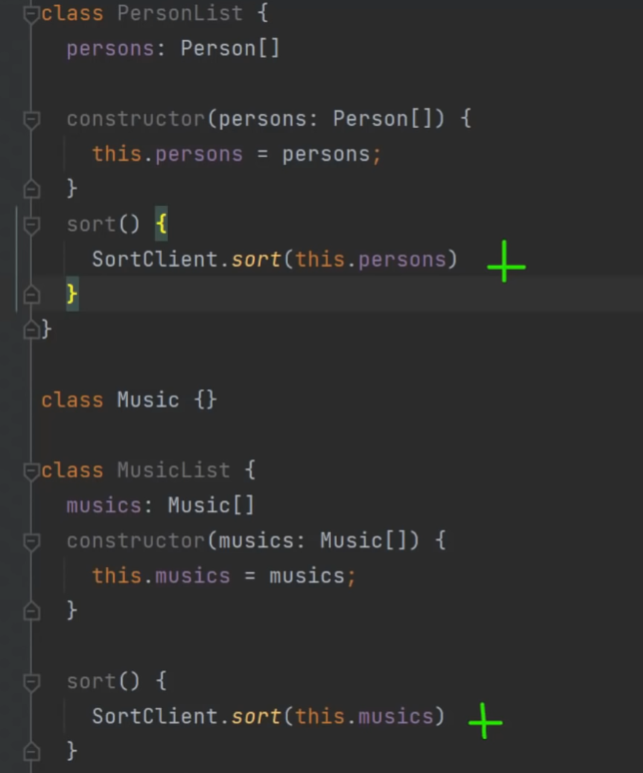 class PersonList {
persons: Person[]
constructor(persons: Person[]) {
this.persons = persons;
}
sort() {
SortClient.sort(this.persons)
}
}
class Music {}
class MusicList {
musics: Music[]
constructor(musics: Music[]) {
this.musics = musics;
}
sort() {
SortClient.sort(this.musics)
}